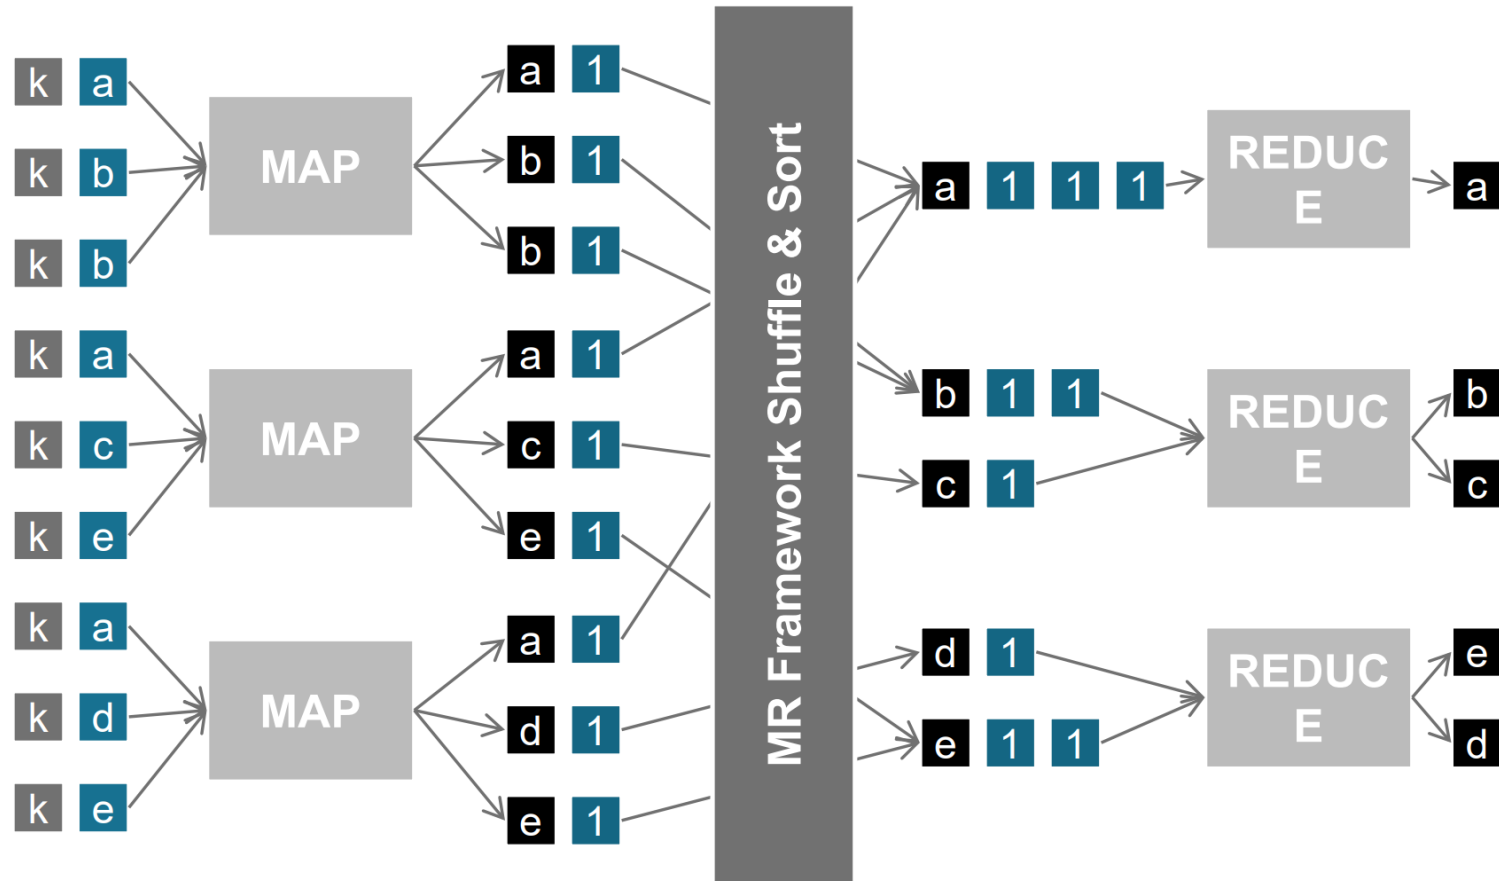 k a
k b
k b
k a
k c
k e
k a
k d
k e
MAP
MAP
MAP
a 1
b 1
b 1
a 1
c 1
e 1
a 1
d 1
e 1
MR Framework Shuffle & Sort
a 1 1 1
b 1 1
c 1
d 1
e 1 1
REDUC
E
REDUC
E
REDUC
E
a
b
c
e
d